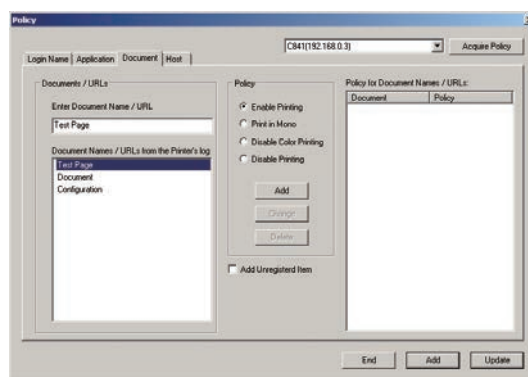 Policy
C841(192.168.0.3)
Acquire Policy
Login Name
Application
Document
Host
Documents / URLs
Enter Document Name / URL
Test Page
Document Names / URLs from the Printer's log
Test Page
Document
Configuration
Policy
Enable Printing
Print in Mono
Disable Color Printing
Disable Printing
Add
Change
Delete
Add Unregisterd Item
Policy for Document Names / URLs:
Document
Policy
End
Add
Update